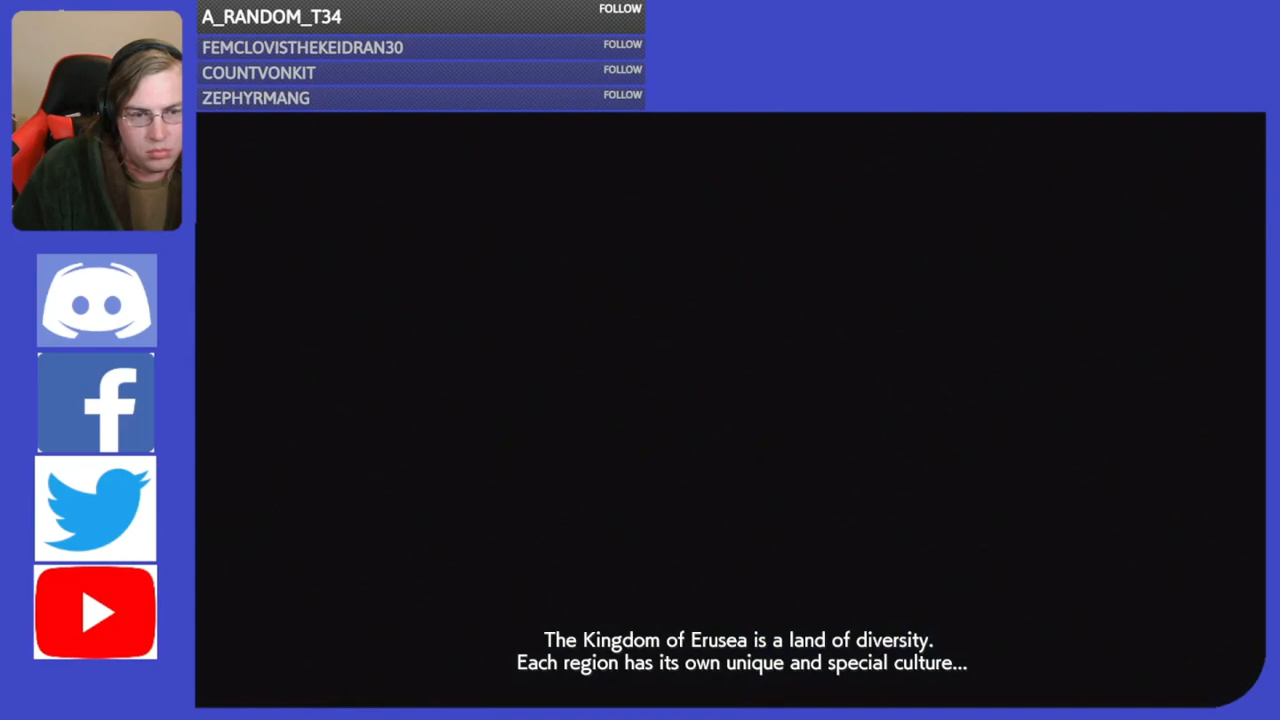 A_RANDOM_T34 FOLLOW
FEMCLOVISTHEKEIDRAN30 FOLLOW
COUNTVONKIT FOLLOW
ZEPHYRMANG FOLLOW
The Kingdom of Erusea is a land of diversity.
Each region has its own unique and special culture...